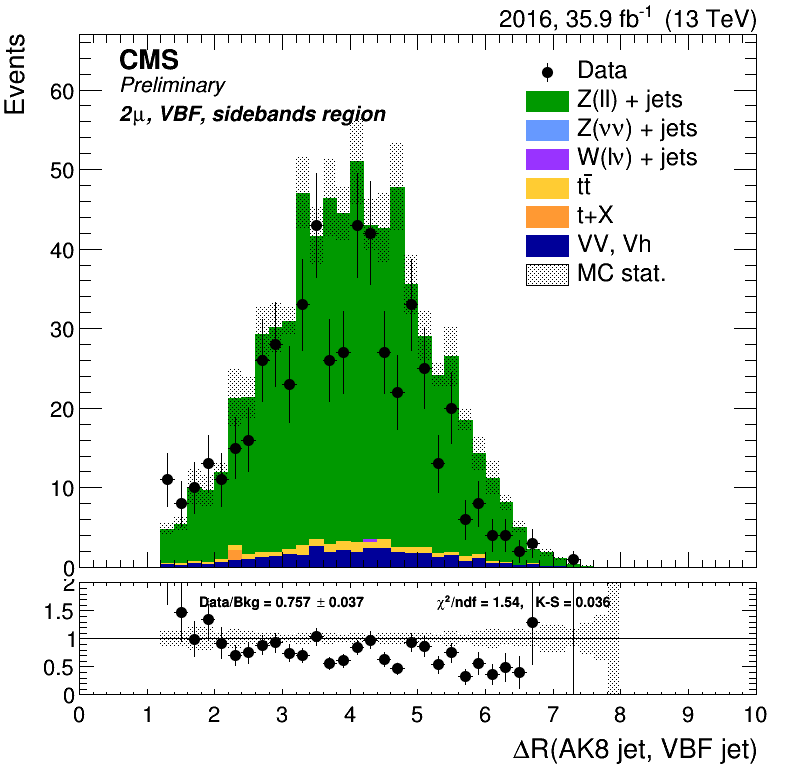 2016, 35.9 fb⁻¹ (13 TeV)
Events
CMS
Preliminary
2μ, VBF, sidebands region
Data
Z(ll) + jets
Z(νν) + jets
W(lν) + jets
tt̄
t+X
VV, Vh
MC stat.
60
50
40
30
20
10
0
Data/Bkg = 0.757 ± 0.037
χ²/ndf = 1.54, K-S = 0.036
2
1.5
1
0.5
0
0 1 2 3 4 5 6 7 8 9 10
ΔR(AK8 jet, VBF jet)